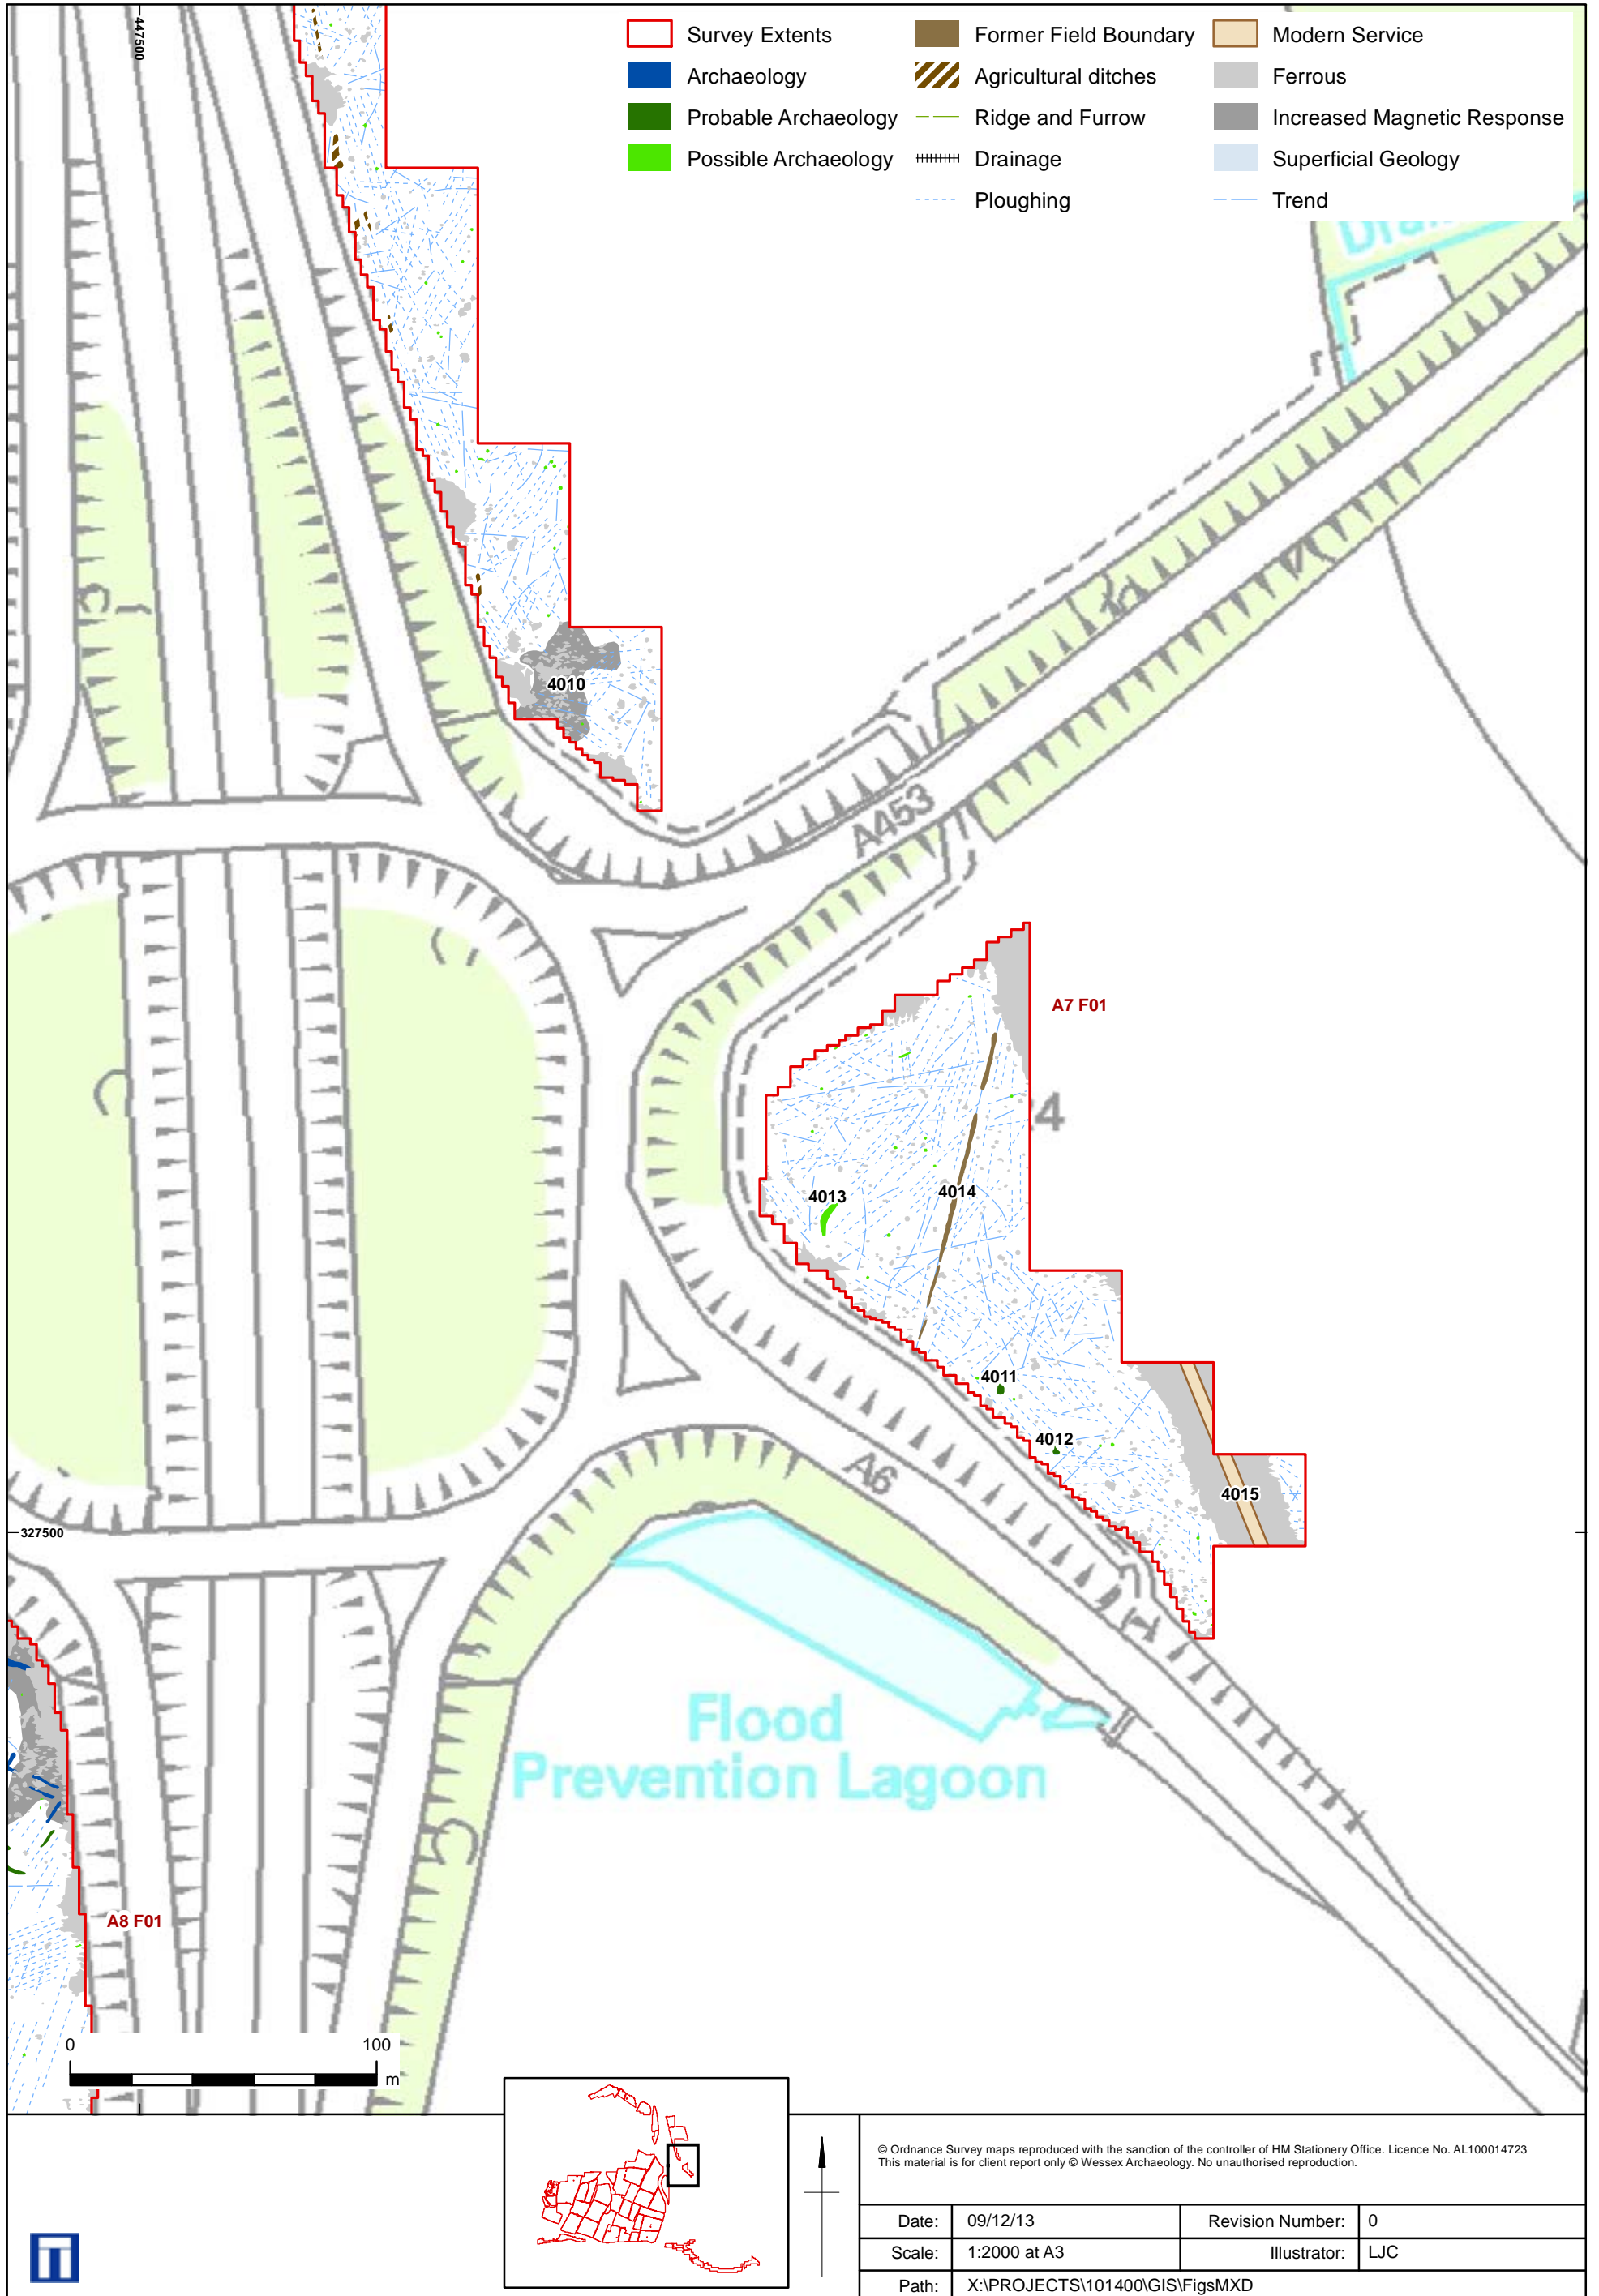 447500
Survey Extents
Archaeology
Probable Archaeology
Possible Archaeology
Former Field Boundary
Agricultural ditches
Ridge and Furrow
Drainage
Ploughing
Modern Service
Ferrous
Increased Magnetic Response
Superficial Geology
Trend
4010
A453
A7 F01
4
4013
4014
4011
4012
4015
A6
327500
Flood
Prevention Lagoon
A8 F01
0 100
m
© Ordnance Survey maps reproduced with the sanction of the controller of HM Stationery Office. Licence No. AL100014723
This material is for client report only © Wessex Archaeology. No unauthorised reproduction.
Date: 09/12/13 Revision Number: 0
Scale: 1:2000 at A3 Illustrator: LJC
Path: X:\PROJECTS\101400\GIS\FigsMXD